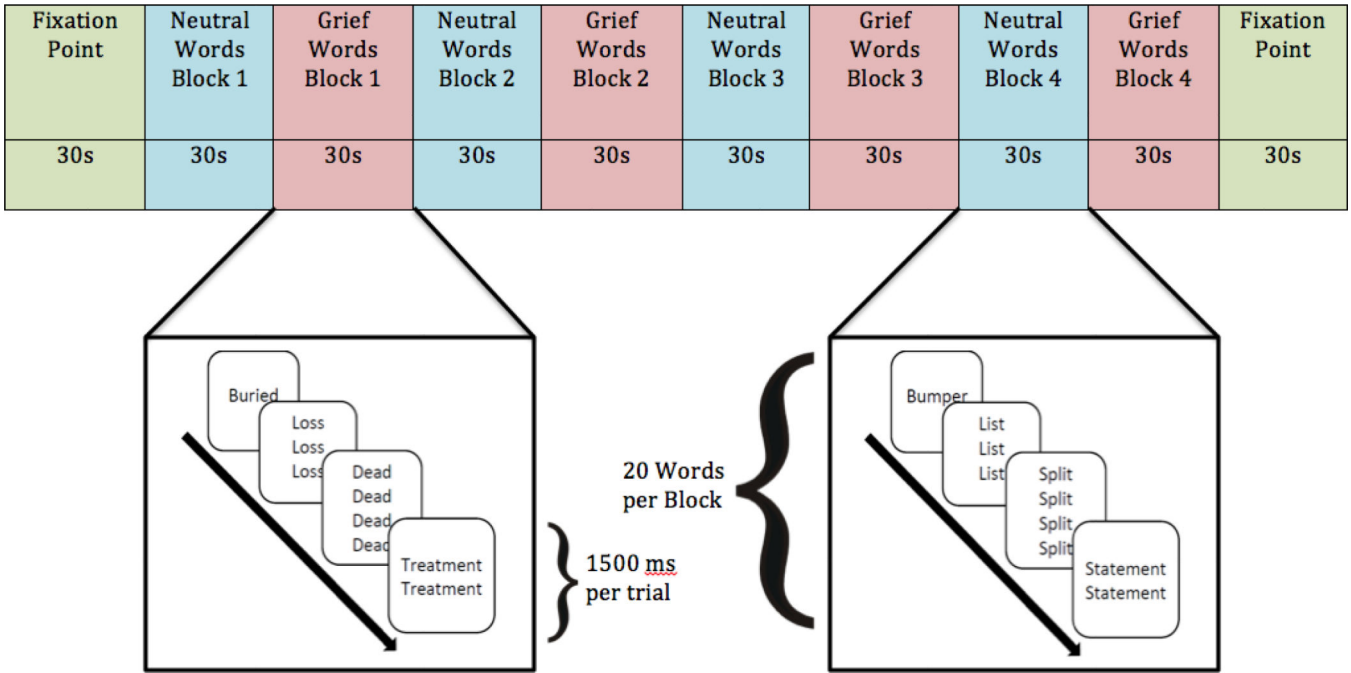 Fixation
Point
Neutral
Words
Block 1
Grief
Words
Block 1
Neutral
Words
Block 2
Grief
Words
Block 2
Neutral
Words
Block 3
Grief
Words
Block 3
Neutral
Words
Block 4
Grief
Words
Block 4
Fixation
Point
30s
30s
30s
30s
30s
30s
30s
30s
30s
30s
Buried
Loss
Loss
Loss
Dead
Dead
Dead
Dead
Treatment
Treatment
1500 ms
per trial
20 Words
per Block
Bumper
List
List
List
Split
Split
Split
Split
Statement
Statement